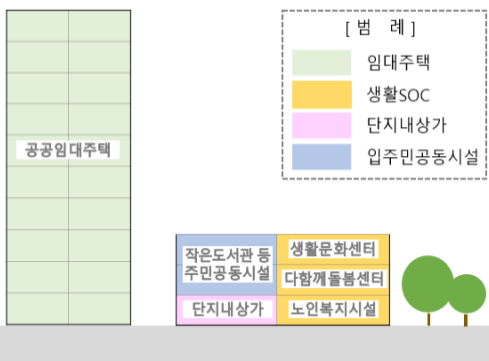 [ 범 례 ]
임대주택
생활SOC
단지내상가
입주민공동시설
공공임대주택
작은도서관 등
주민공동시설
생활문화센터
다함께돌봄센터
단지내상가
노인복지시설